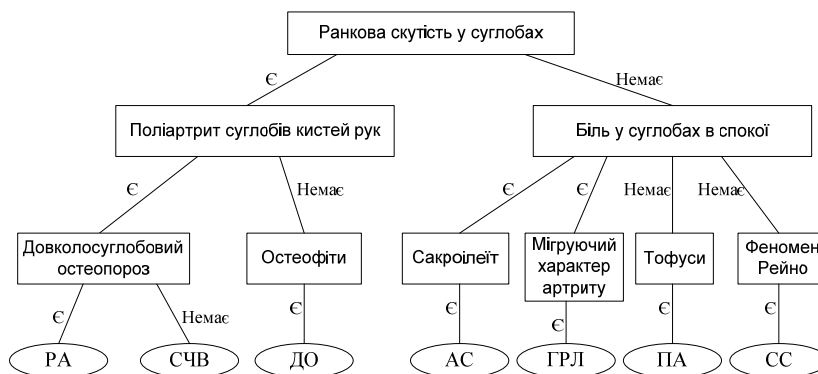 Ранкова скутість у суглобах
Є
Немає
Поліартрит суглобів кистей рук
Біль у суглобах в спокої
Є
Немає
Є
Є
Немає
Немає
Довколосуглобовий
остеопороз
Остеофіти
Сакроілеїт
Мігруючий
характер
артриту
Тофуси
Феномен
Рейно
Є
Немає
Є
Є
Є
Є
Є
РА
СЧВ
ДО
АС
ГРЛ
ПА
СС